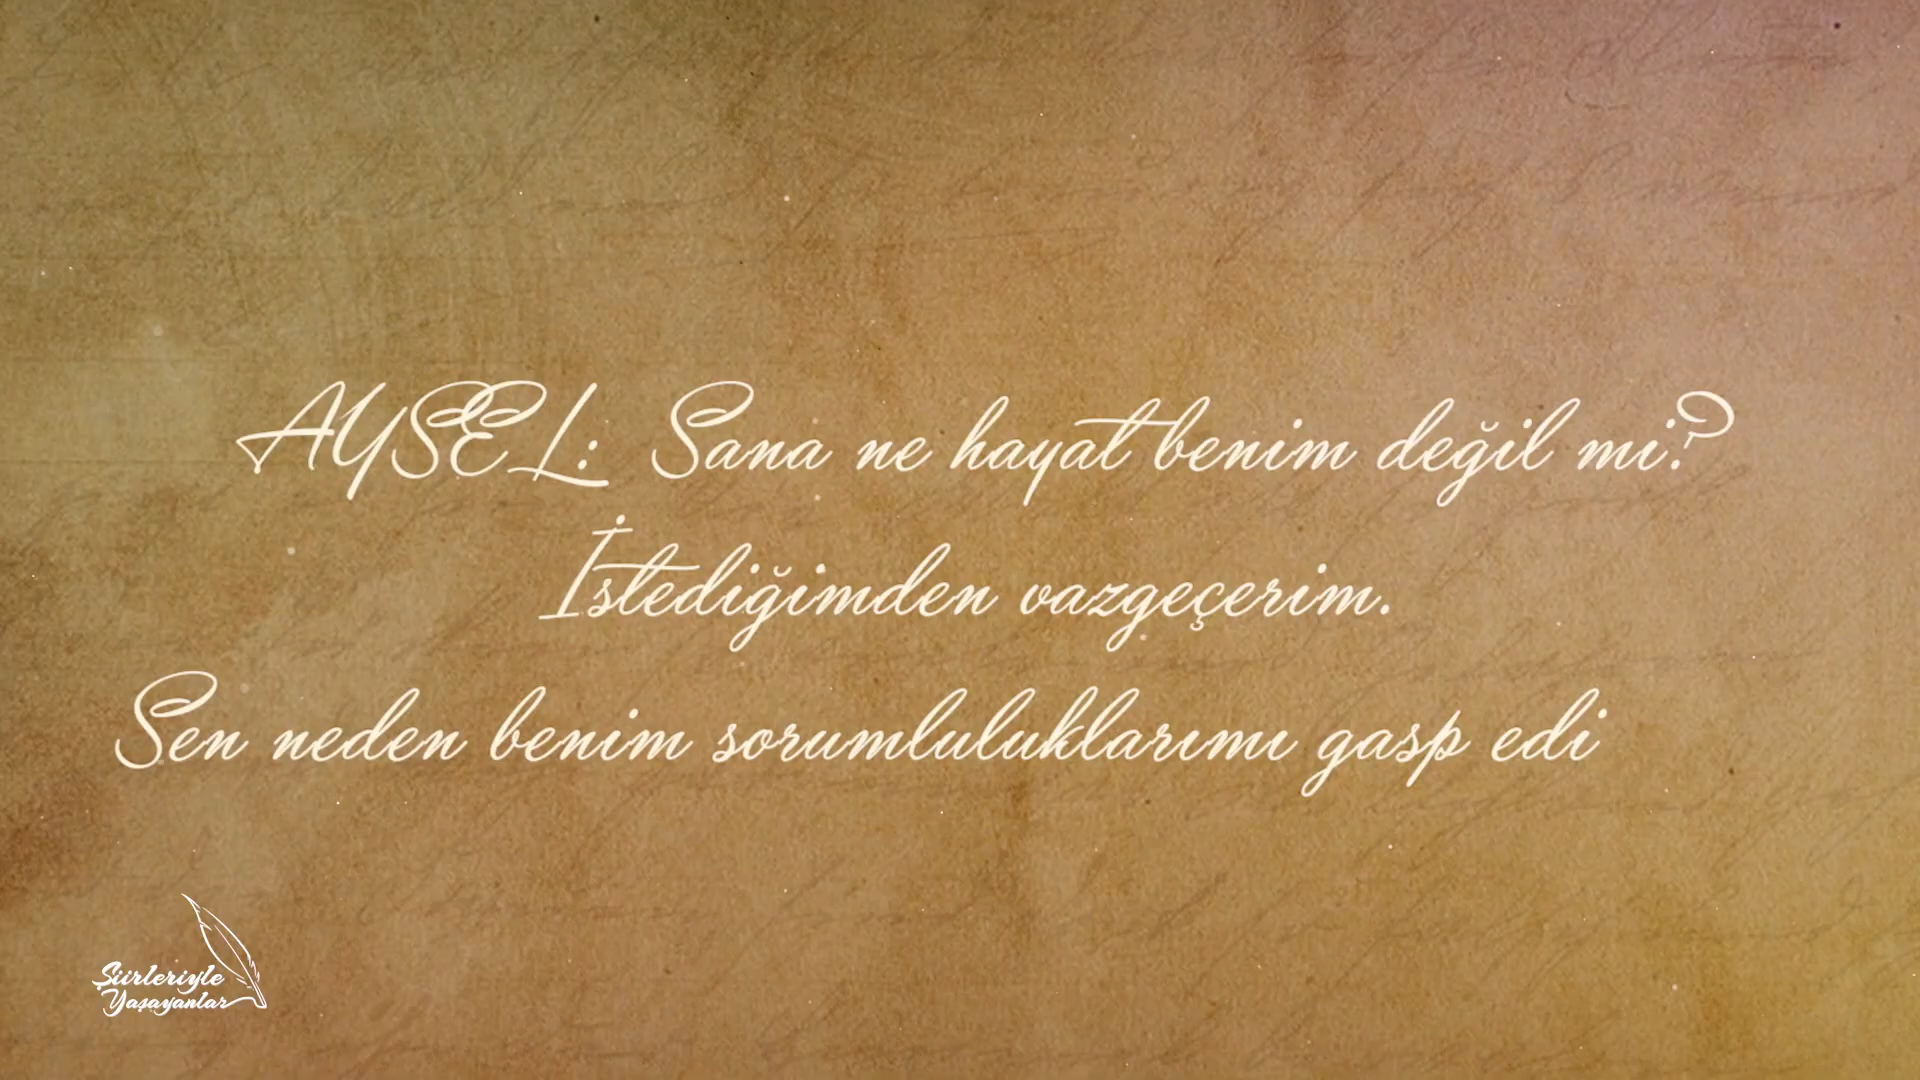 AYSEL: Sana ne hayat benim değil mi?
İstediğimden vazgeçerim.
Sen neden benim sorumluluklarımı gasp edi
Şiirleriyle
Yaşayanlar